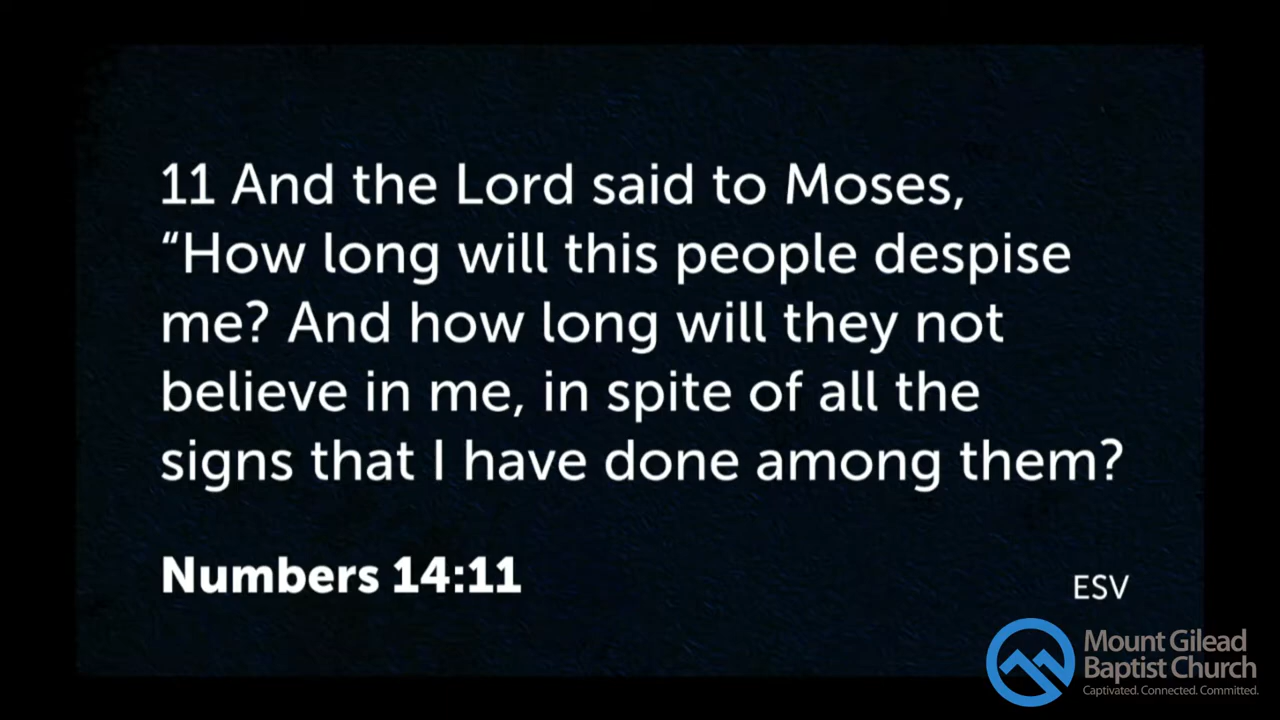 11 And the Lord said to Moses,
“How long will this people despise
me? And how long will they not
believe in me, in spite of all the
signs that I have done among them?
Numbers 14:11
ESV
Mount Gilead
Baptist Church
Captivated. Connected. Committed.